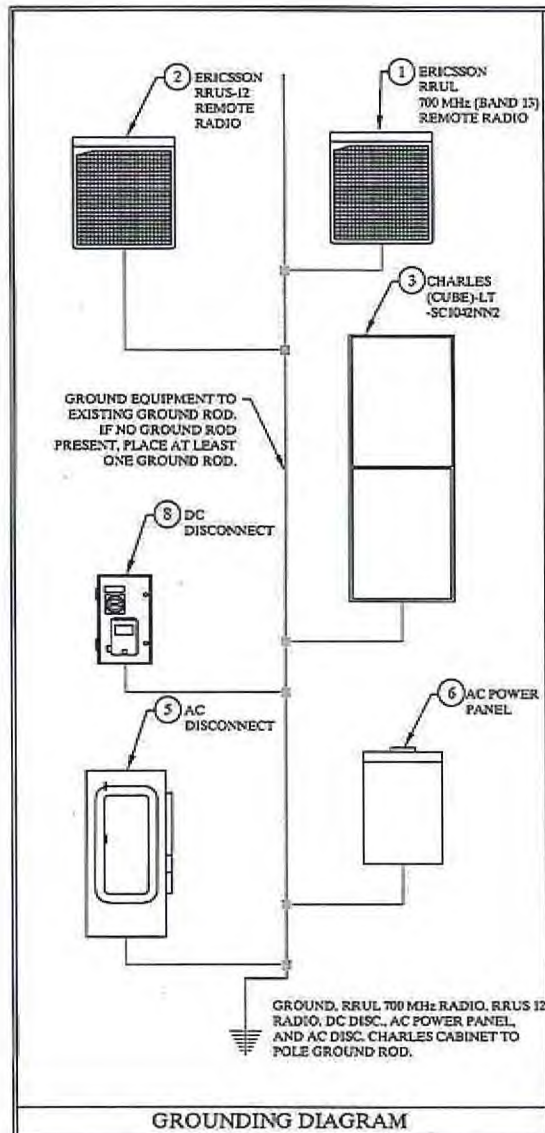 2 ERICSSON
RRUS-12
REMOTE
RADIO
1 ERICSSON
RRUL
700 MHz (BAND 13)
REMOTE RADIO
3 CHARLES
(CUBE)-LT
-SC1042NN2
GROUND EQUIPMENT TO
EXISTING GROUND ROD.
IF NO GROUND ROD
PRESENT, PLACE AT LEAST
ONE GROUND ROD.
8 DC
DISCONNECT
5 AC
DISCONNECT
6 AC POWER
PANEL
GROUND, RRUL 700 MHz RADIO, RRUS 12
RADIO, DC DISC., AC POWER PANEL,
AND AC DISC. CHARLES CABINET TO
POLE GROUND ROD.
GROUNDING DIAGRAM